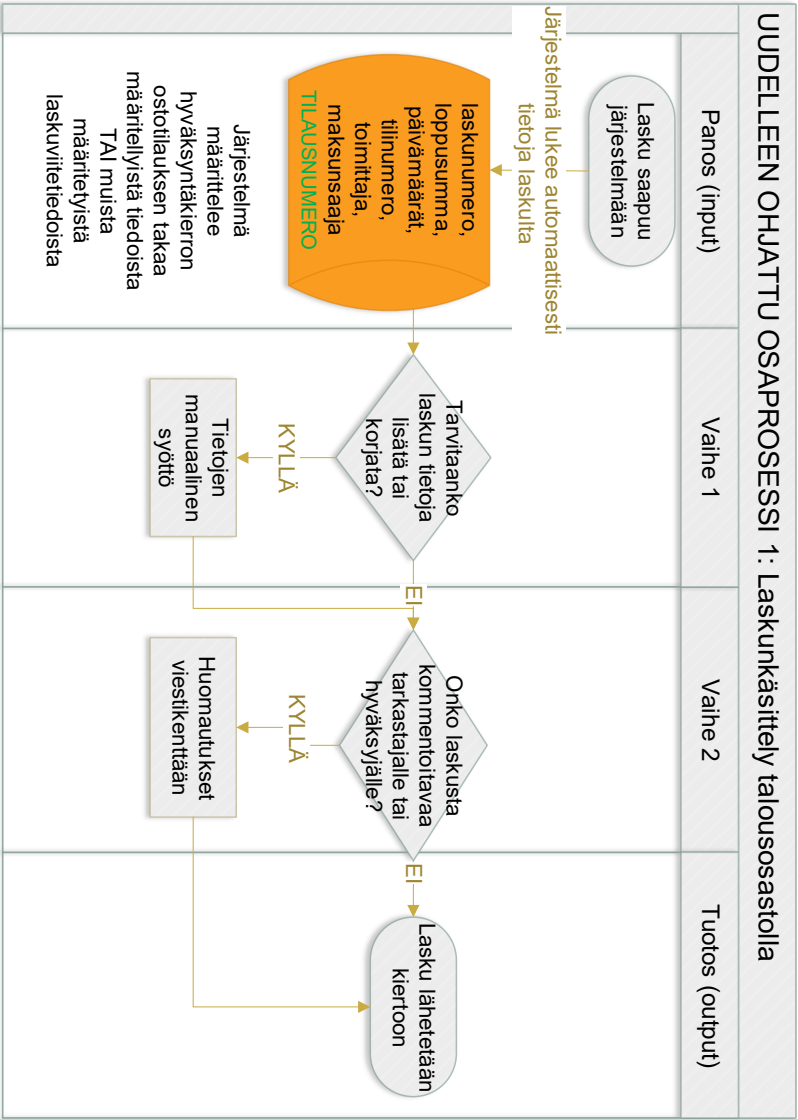 UUDELLEEN OHJATTU OSAPROSESSI 1: Laskunkäsittely talousosastolla
Panos (input)
Vaihe 1
Vaihe 2
Tuotos (output)
Lasku saapuu
järjestelmään
Järjestelmä lukee automaattisesti
tietoja laskulta
laskunumero,
loppusumma,
päivämäärät,
tilinumero,
toimittaja,
maksunsaaja
TILAUSNUMERO
Järjestelmä
määrittelee
hyväksyntäkierron
ostotilauksen takaa
määritellyistä tiedoista
TAI muista
määritetyistä
laskuviitetiedoista
Tarvitaanko
laskun tietoja
lisätä tai
korjata?
KYLLÄ
Tietojen
manuaalinen
syöttö
EI
Onko laskusta
kommentoitavaa
tarkastajalle tai
hyväksyjälle?
KYLLÄ
Huomautukset
viestikenttään
EI
Lasku lähetetään
kiertoon